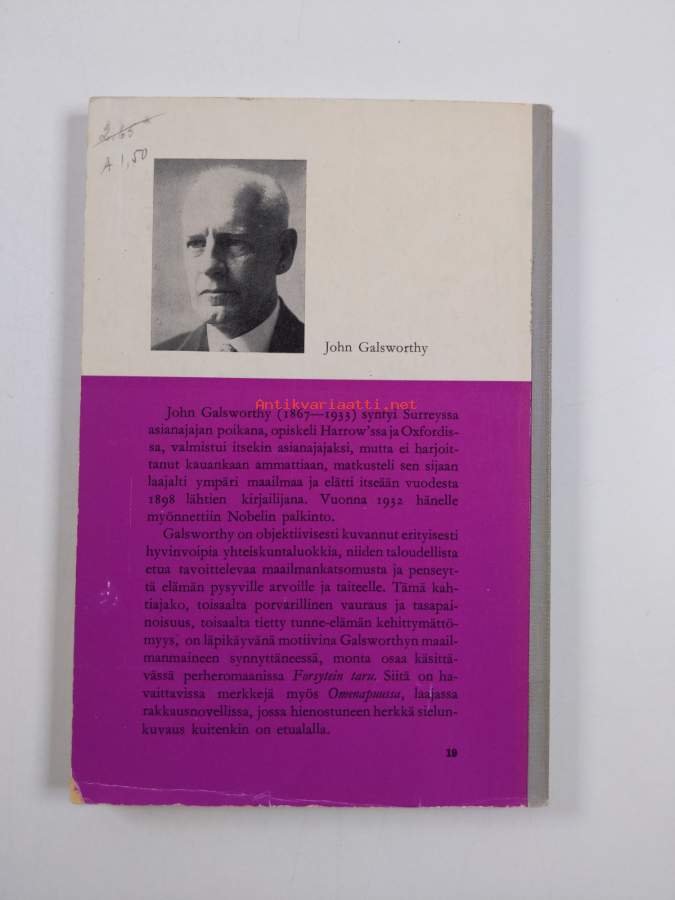 2,65
A 1,50
John Galsworthy
John Galsworthy (1867—1933) syntyi Surreyssa
Antikvariaatti.net
asianajajan poikana, opiskeli Harrow'ssa ja Oxfordis-
sa, valmistui itsekin asianajajaksi, mutta ei harjoit-
tanut kauankaan ammattiaan, matkusteli sen sijaan
laajalti ympäri maailmaa ja elätti itseään vuodesta
1898 lähtien kirjailijana. Vuonna 1932 hänelle
myönnettiin Nobelin palkinto.
Galsworthy on objektiivisesti kuvannut erityisesti
hyvinvoipia yhteiskuntaluokkia, niiden taloudellista
etua tavoittelevaa maailmankatsomusta ja penseyt-
tä elämän pysyville arvoille ja taiteelle. Tämä kah-
tiajako, toisaalta porvarillinen vauraus ja tasapai-
noisuus, toisaalta tietty tunne-elämän kehittymättö-
myys, on läpikäyvänä motiivina Galsworthyn maail-
manmaineen synnyttäneessä, monta osaa käsittä-
vässä perheromaanissa Forsytein taru. Siitä on ha-
vaittavissa merkkejä myös Omenapuussa, laajassa
rakkausnovellissa, jossa hienostuneen herkkä sielun-
kuvaus kuitenkin on etualalla.
19